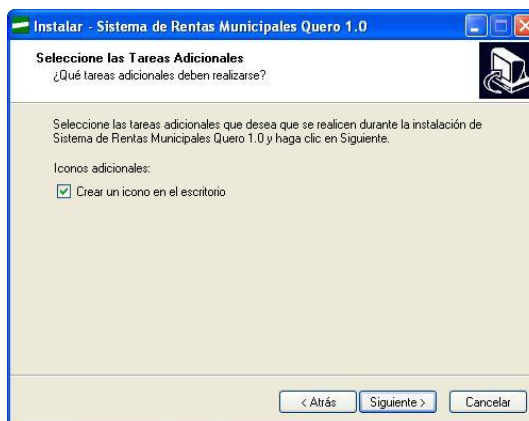 Instalar - Sistema de Rentas Municipales Quero 1.0
Seleccione las Tareas Adicionales
¿Qué tareas adicionales deben realizarse?
Seleccione las tareas adicionales que desea que se realicen durante la instalación de
Sistema de Rentas Municipales Quero 1.0 y haga clic en Siguiente.
Iconos adicionales:
Crear un icono en el escritorio
< Atrás
Siguiente >
Cancelar